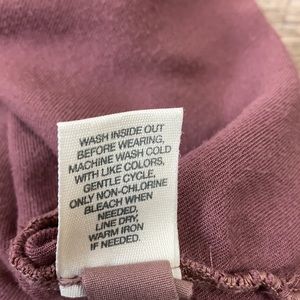 WASH INSIDE OUT
BEFORE WEARING,
MACHINE WASH COLD
WITH LIKE COLORS,
GENTLE CYCLE,
ONLY NON-CHLORINE
BLEACH WHEN
NEEDED,
LINE DRY,
WARM IRON
IF NEEDED.